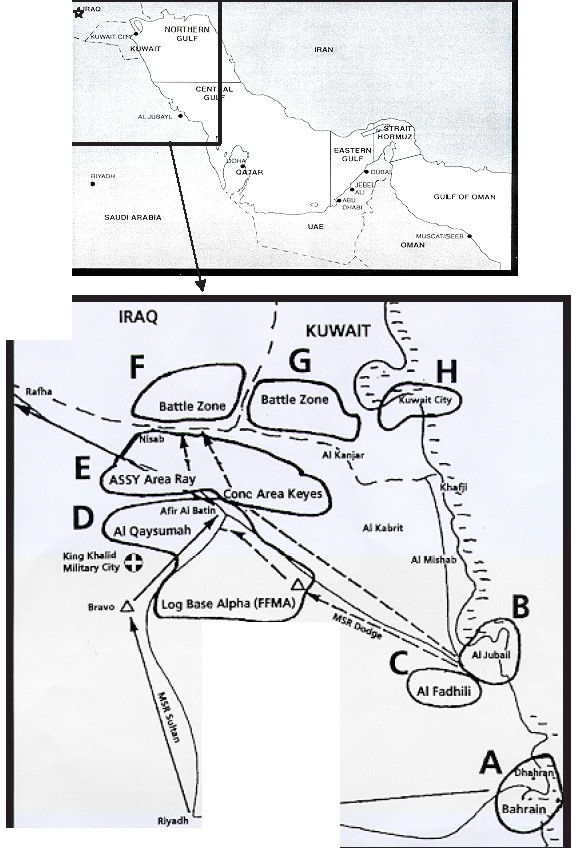 IRAQ
KUWAIT CITY
KUWAIT
NORTHERN
GULF
IRAN
CENTRAL
GULF
AL JUBAYL
STRAIT
HORMUZ
EASTERN
GULF
DOHA
QATAR
DUBAI
JEBEL
ALI
ABU
DHABI
RIYADH
GULF OF OMAN
SAUDI ARABIA
UAE
MUSCAT/SEEB
OMAN
IRAQ
KUWAIT
F
G
H
Rafha
Battle Zone
Battle Zone
Kuwait City
Nisab
Al Kanjar
E
ASSY Area Ray
Conc Area Keyes
Khafji
D
Afir Al Batin
Al Qaysumah
Al Kabrit
King Khalid
Military City
Al Mishab
Bravo
Log Base Alpha (FFMA)
B
MSR Dodge
Al Jubail
C
Al Fadhili
MSR Sultan
A
Dhahran
Bahrain
Riyadh